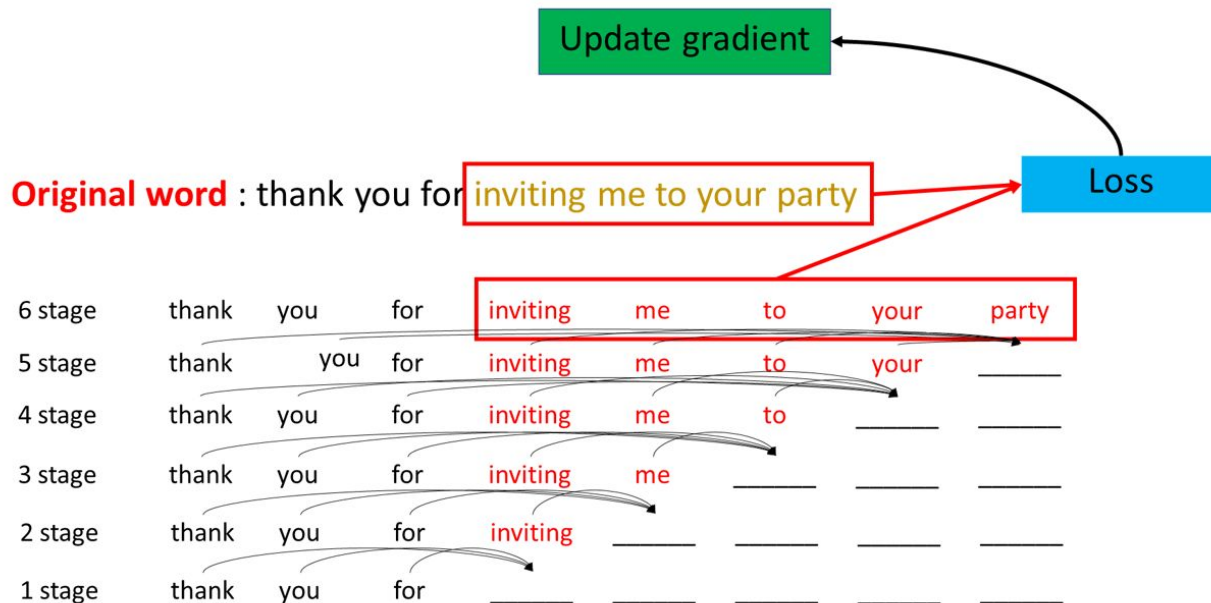 Update gradient
Loss
Original word : thank you for inviting me to your party
6 stage thank you for inviting me to your party
5 stage thank you for inviting me to your
4 stage thank you for inviting me to
3 stage thank you for inviting me
2 stage thank you for inviting
1 stage thank you for